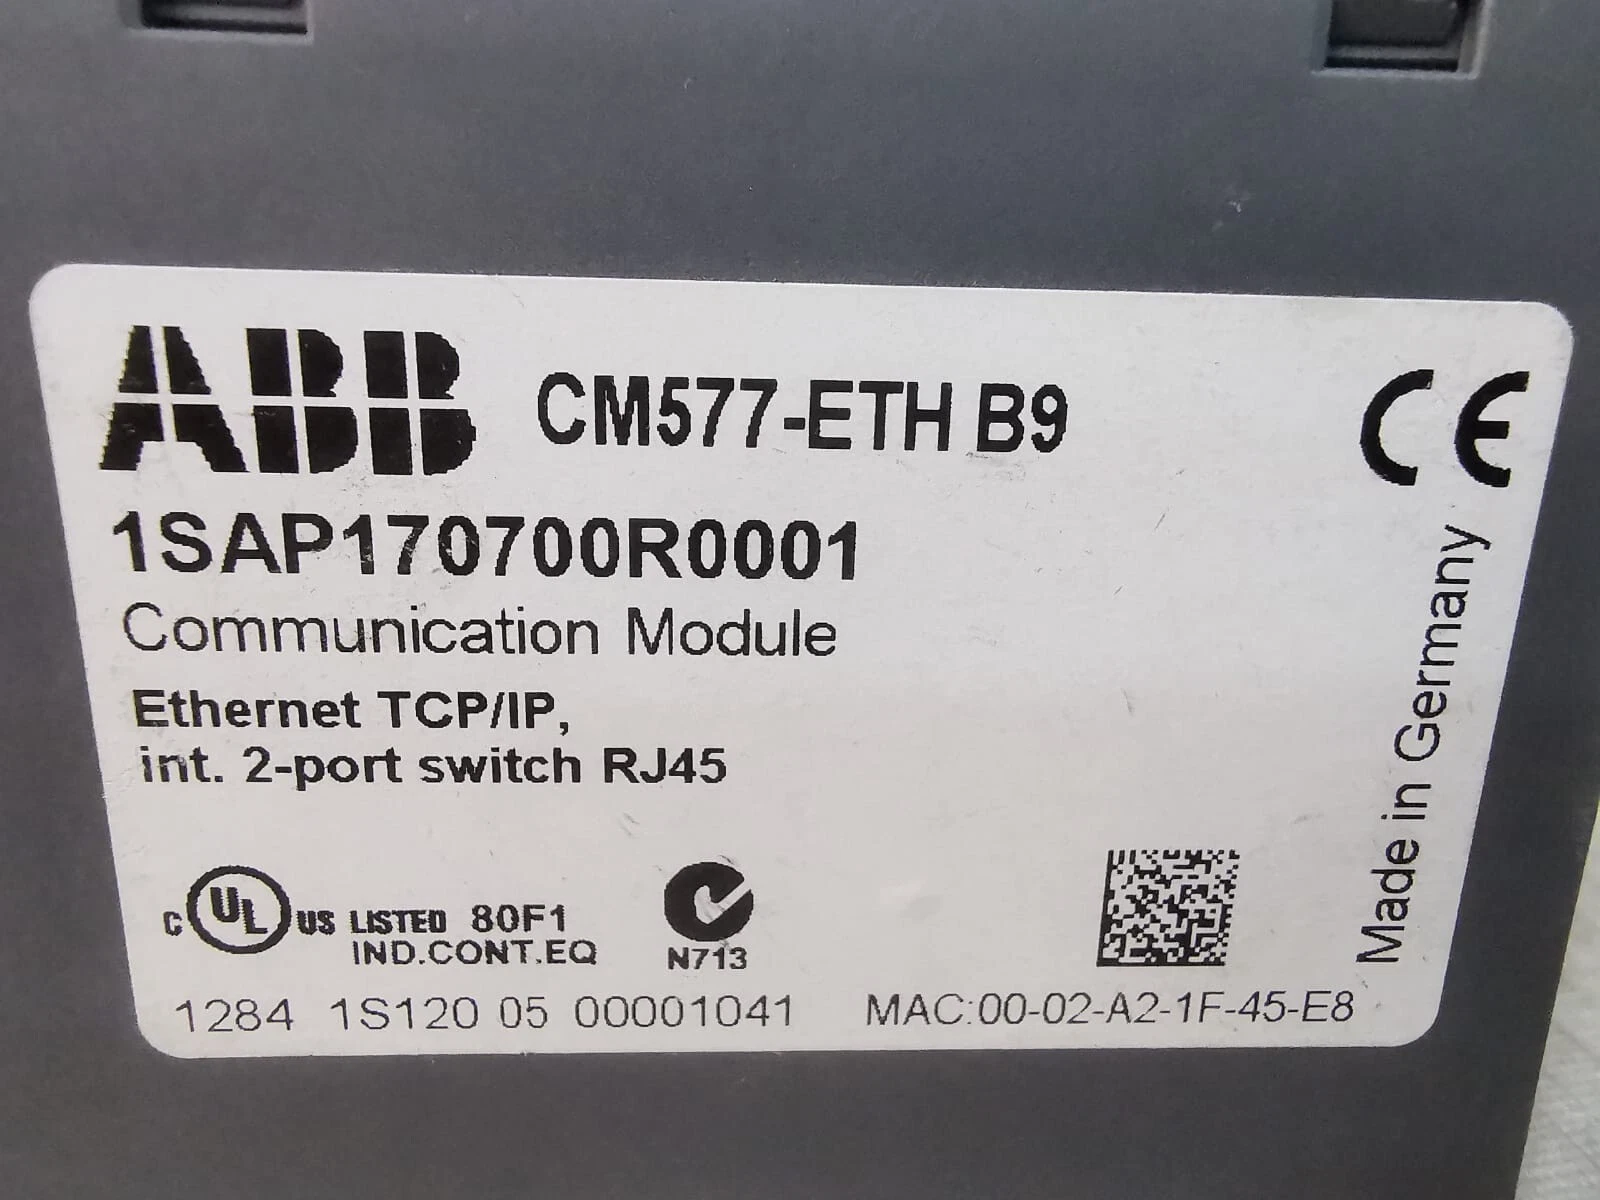 ABB CM577-ETH B9
CE
1SAP170700R0001
Communication Module
Ethernet TCP/IP,
int. 2-port switch RJ45
Made in Germany
C UL US LISTED 80F1
IND.CONT.EQ
N713
1284 1S120 05 00001041 MAC:00-02-A2-1F-45-E8